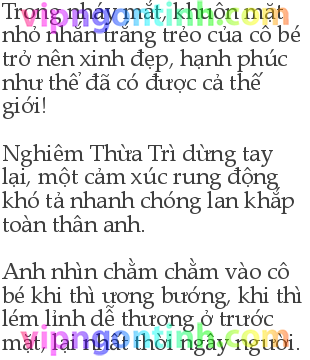 Trong nháy mắt, khuôn mặt
nhỏ nhắn trắng trẻo của cô bé
trở nên xinh đẹp, hạnh phúc
như thể đã có được cả thế
giới!
Nghiêm Thừa Trì dừng tay
lại, một cảm xúc rung động
khó tả nhanh chóng lan khắp
toàn thân anh.
Anh nhìn chằm chằm vào cô
bé khi thì ương bướng, khi thì
lém lỉnh dễ thương ở trước
mặt, lại nhất thời ngây người.
vipngontinh.com
vipngontinh.com